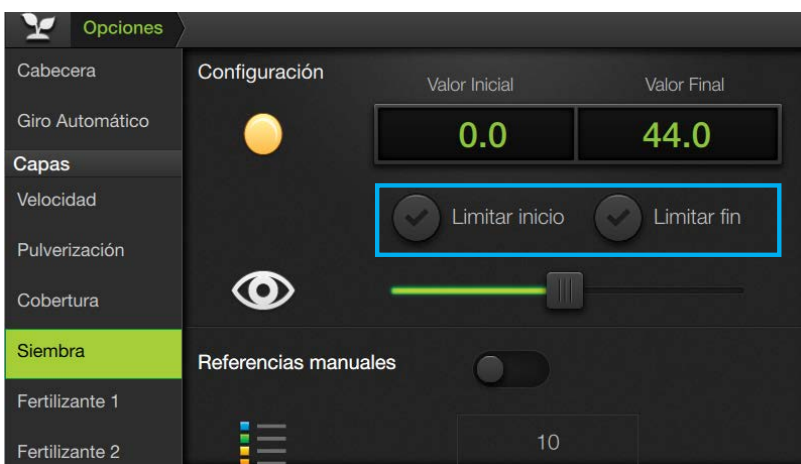 Opciones
Cabecera
Giro Automático
Capas
Velocidad
Pulverización
Cobertura
Siembra
Fertilizante 1
Fertilizante 2
Configuración
Valor Inicial Valor Final
0.0 44.0
Limitar inicio Limitar fin
Referencias manuales
10